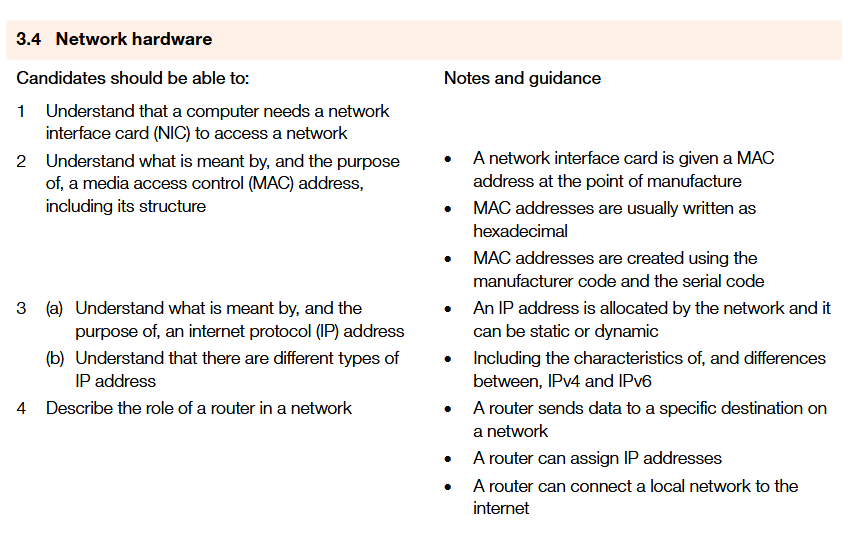 3.4 Network hardware
Candidates should be able to:
Notes and guidance
1 Understand that a computer needs a network
interface card (NIC) to access a network
2 Understand what is meant by, and the purpose
of, a media access control (MAC) address,
including its structure
• A network interface card is given a MAC
address at the point of manufacture
• MAC addresses are usually written as
hexadecimal
• MAC addresses are created using the
manufacturer code and the serial code
3 (a) Understand what is meant by, and the
purpose of, an internet protocol (IP) address
(b) Understand that there are different types of
IP address
• An IP address is allocated by the network and it
can be static or dynamic
• Including the characteristics of, and differences
between, IPv4 and IPv6
4 Describe the role of a router in a network
• A router sends data to a specific destination on
a network
• A router can assign IP addresses
• A router can connect a local network to the
internet